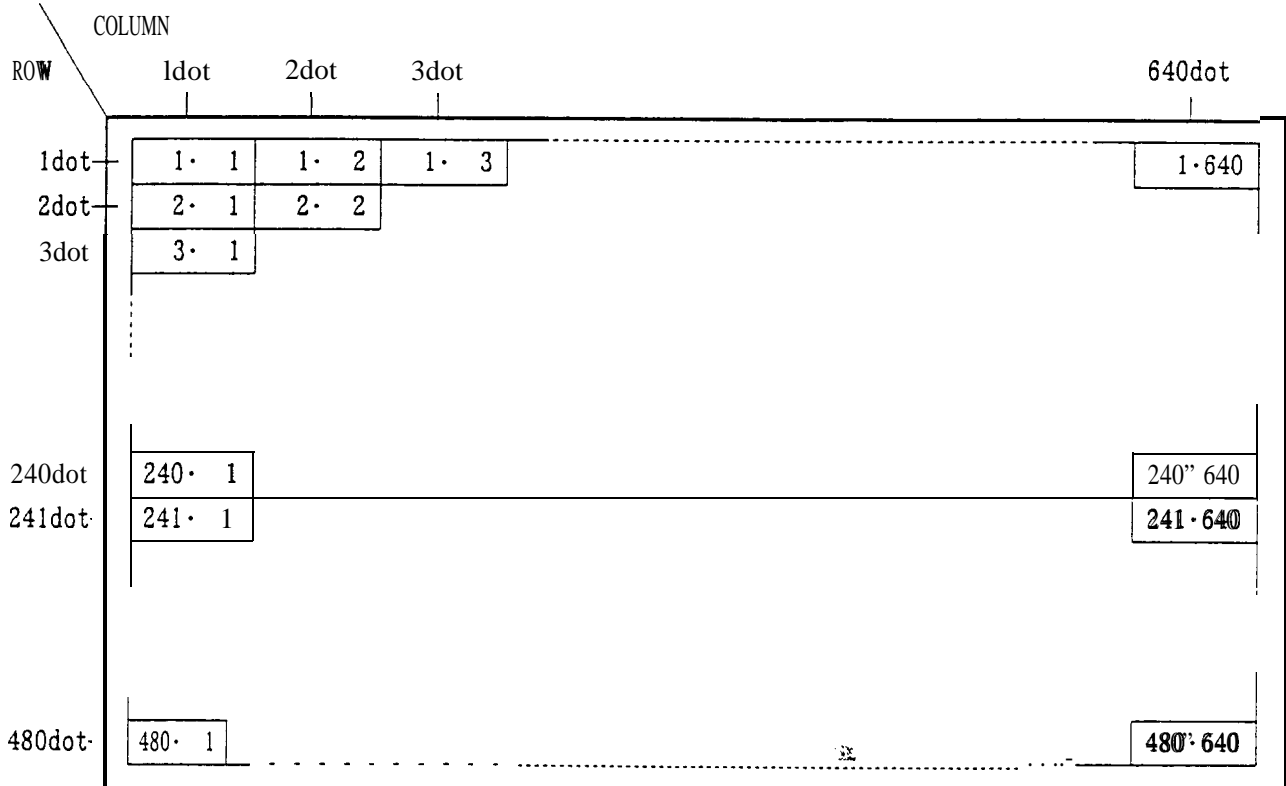 COLUMN
ROW 1dot 2dot 3dot 640dot
1dot 1· 1 1· 2 1· 3 1·640
2dot 2· 1 2· 2
3dot 3· 1
240dot 240· 1 240” 640
241dot 241· 1 241·640
480dot 480· 1 480·640